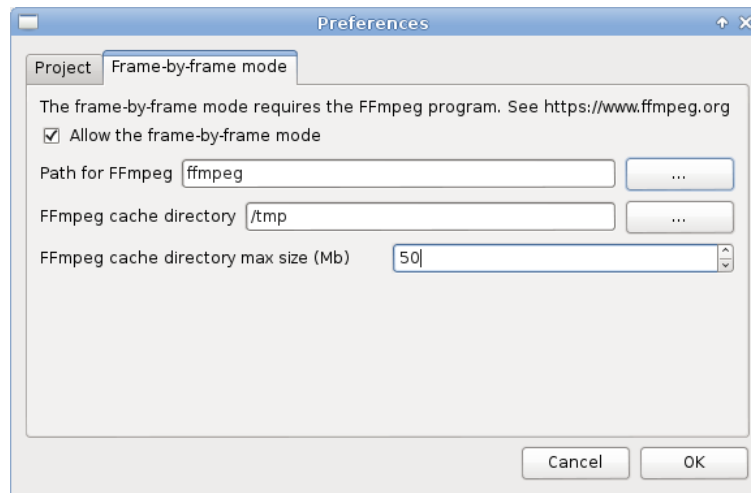 Preferences
Project Frame-by-frame mode
The frame-by-frame mode requires the FFmpeg program. See https://www.ffmpeg.org
Allow the frame-by-frame mode
Path for FFmpeg ffmpeg ...
FFmpeg cache directory /tmp ...
FFmpeg cache directory max size (Mb) 50
Cancel OK